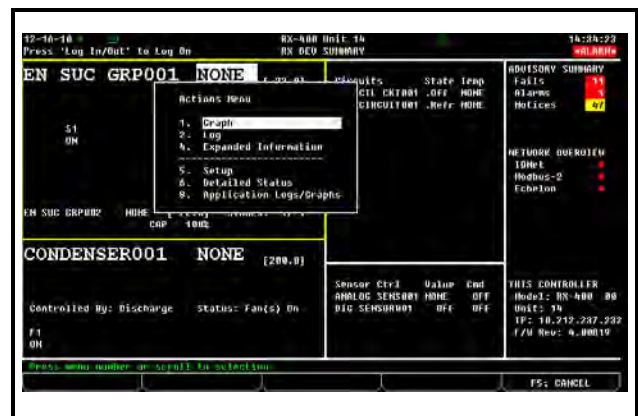 12-16-10
RX-400 Unit 14
14:34:23
Press 'Log In/Out' to Log On
RX DEV SUMMARY
*ALARM*
EN SUC GRP001 NONE
Circuits State Temp
CTL CKT001 .OFF NONE
CIRCUIT001 .Refr NONE
ADVISORY SUMMARY
Fails 11
Alarms 1
Notices 47
Actions Menu
1. Graph
2. Log
4. Expanded Information
5. Setup
6. Detailed Status
8. Application Logs/Graphs
S1
ON
NETWORK OVERVIEW
IONet
Modbus-2
Echelon
EN SUC GRP002 NONE
CAP 100%
CONDENSER001 NONE [200.0]
Controlled By: Discharge Status: Fan(s) On
F1
ON
Sensor Ctrl Value Cmd
ANALOG SENS001 NONE OFF
DIG SENSOR001 OFF OFF
THIS CONTROLLER
Model: RX-400 00
Unit: 14
IP: 10.212.237.232
F/W Rev: 4.00B19
Press menu number or scroll to selection
F5: CANCEL